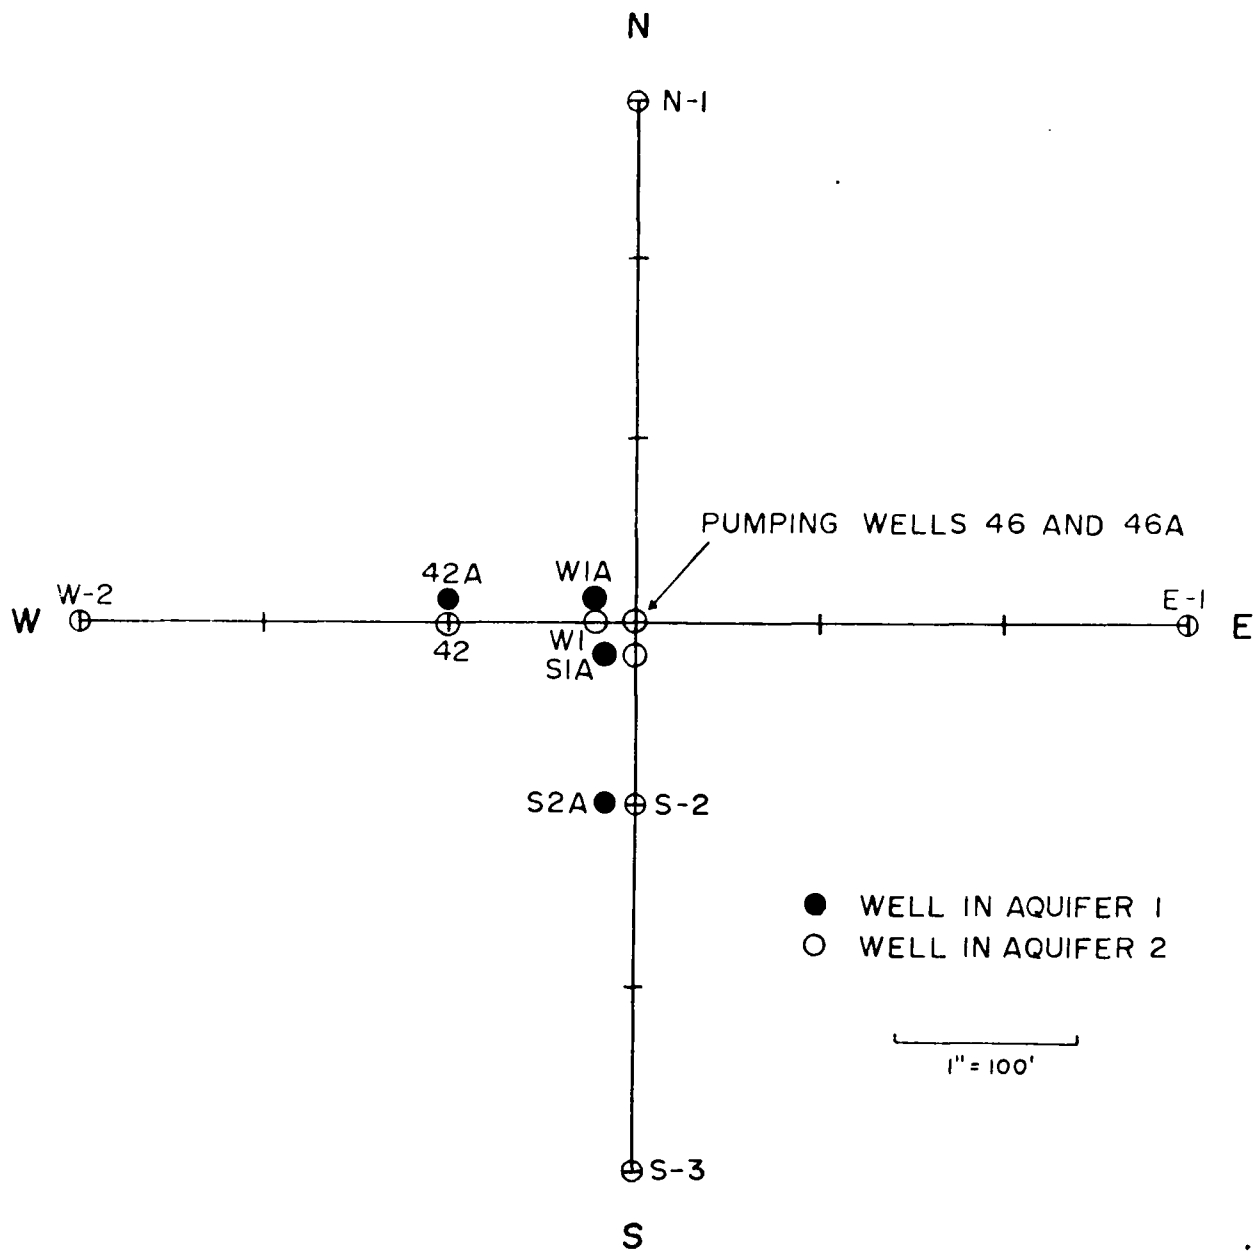 N
N-1
PUMPING WELLS 46 AND 46A
42A
W1A
W-2
E-1
W
E
42
W1
S1A
S2A
S-2
WELL IN AQUIFER 1
WELL IN AQUIFER 2
1"=100'
S-3
S